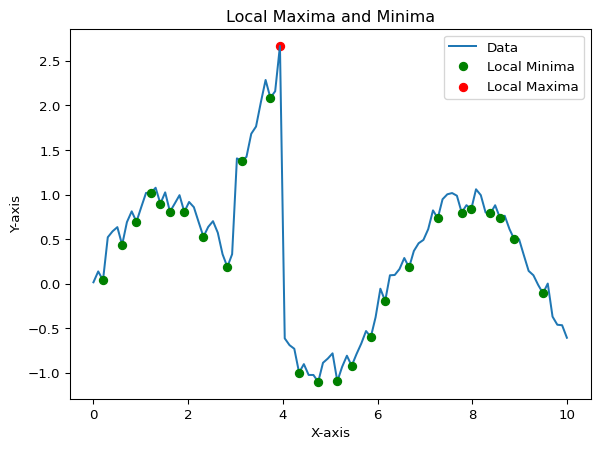 Local Maxima and Minima
Data
Local Minima
Local Maxima
Y-axis
2.5
2.0
1.5
1.0
0.5
0.0
−0.5
−1.0
0 2 4 6 8 10
X-axis